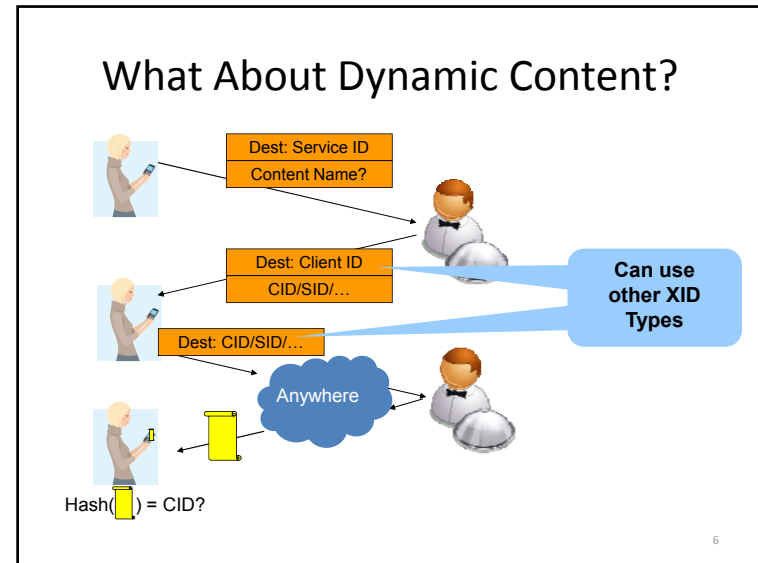 What About Dynamic Content?
Dest: Service ID
Content Name?
Dest: Client ID
CID/SID/…
Can use
other XID
Types
Dest: CID/SID/…
Anywhere
Hash( ) = CID?
6